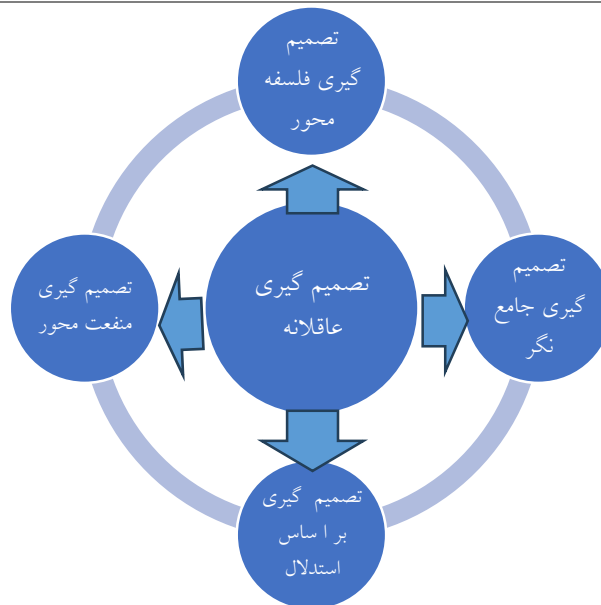 تصمیم
گیری فلسفه
محور
تصمیم
گیری جامع
نگر
تصمیم گیری
عاقلانه
تصمیم گیری
منفعت محور
تصمیم گیری
بر ا ساس
استدلال